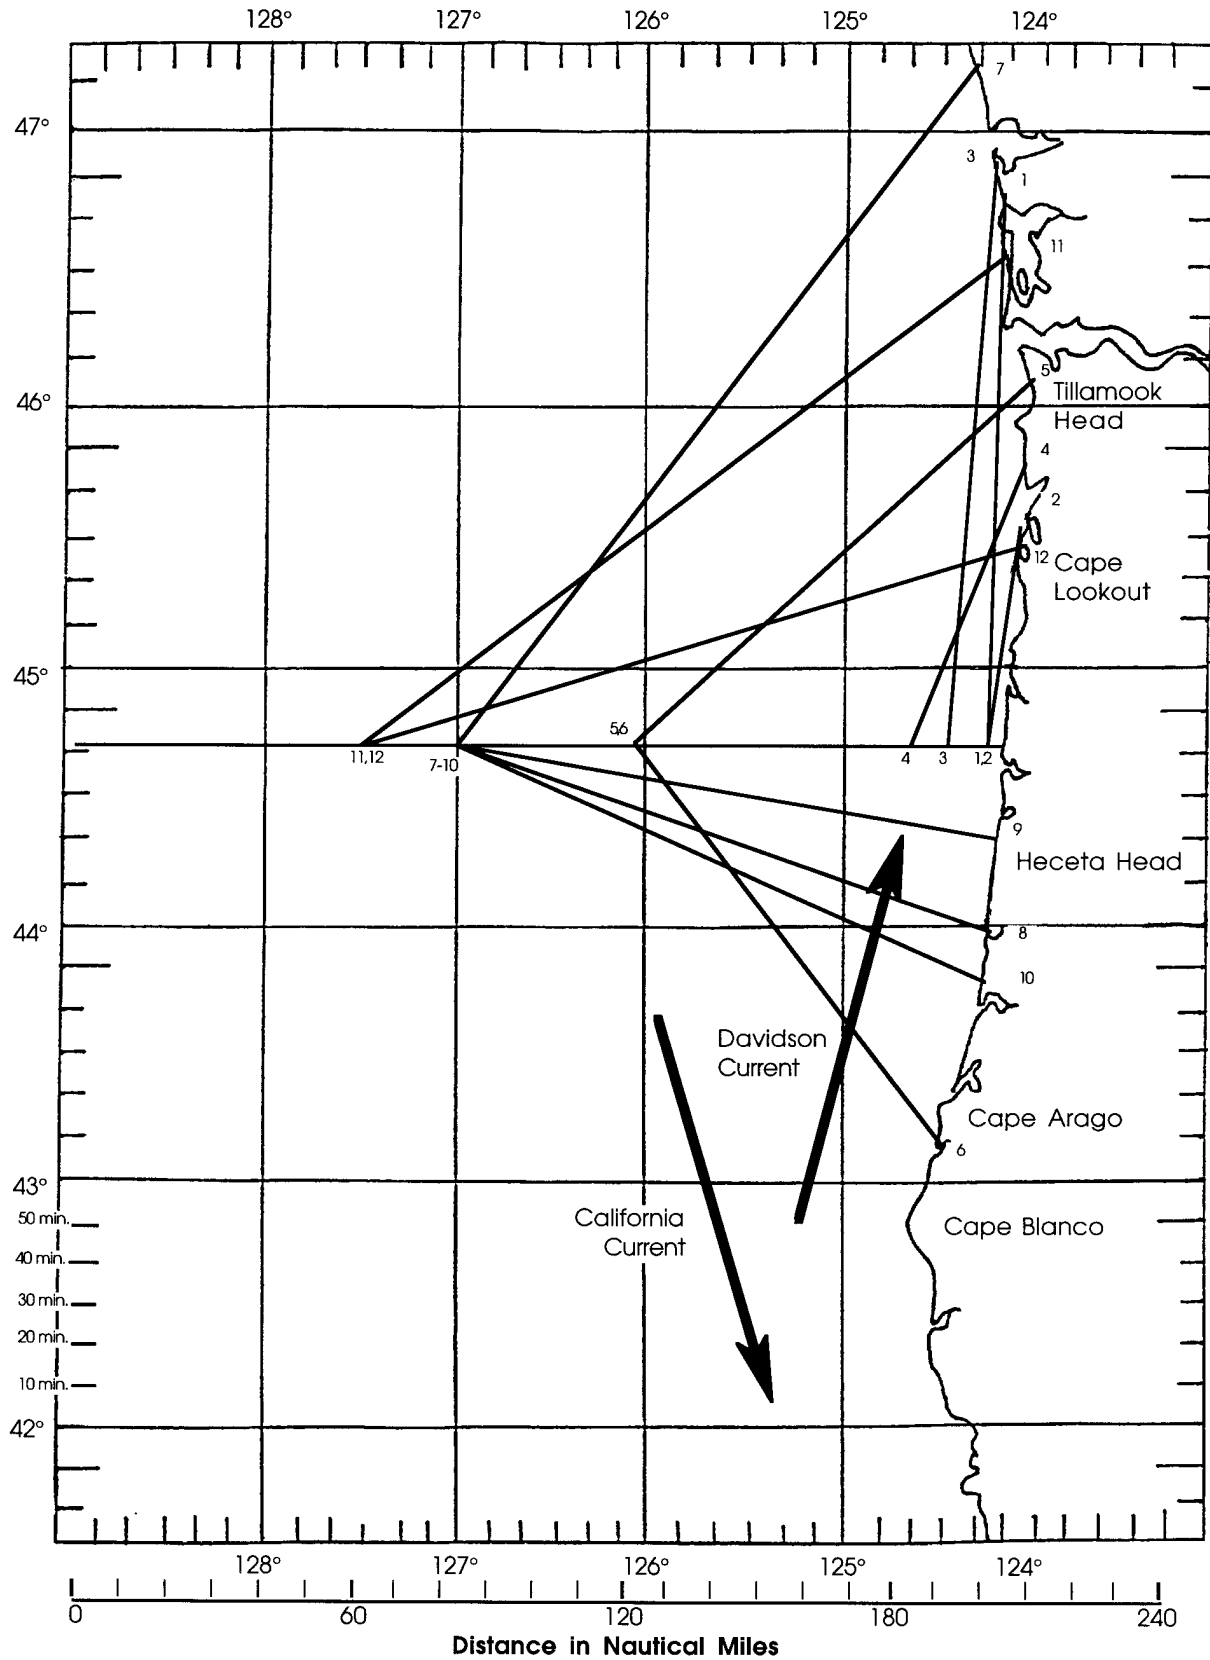 128° 127° 126° 125° 124°
7
47°
3
1
11
5
46°
Tillamook
Head
4
2
12
Cape
Lookout
45°
5,6
11,12
7-10
4 3 1,2
9
Heceta Head
44°
8
10
Davidson
Current
Cape Arago
6
43°
50 min.
California
Current
Cape Blanco
40 min.
30 min.
20 min.
10 min.
42°
128° 127° 126° 125° 124°
0 60 120 180 240
Distance in Nautical Miles